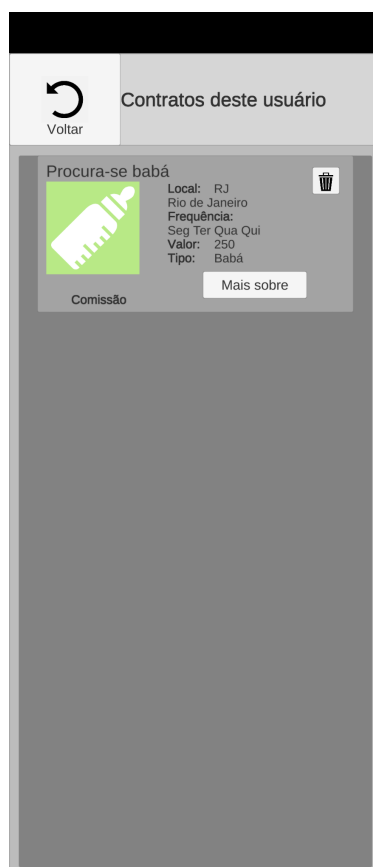 Contratos deste usuário
Voltar
Procura-se babá
Local: RJ
Rio de Janeiro
Frequência:
Seg Ter Qua Qui
Valor: 250
Tipo: Babá
Mais sobre
Comissão